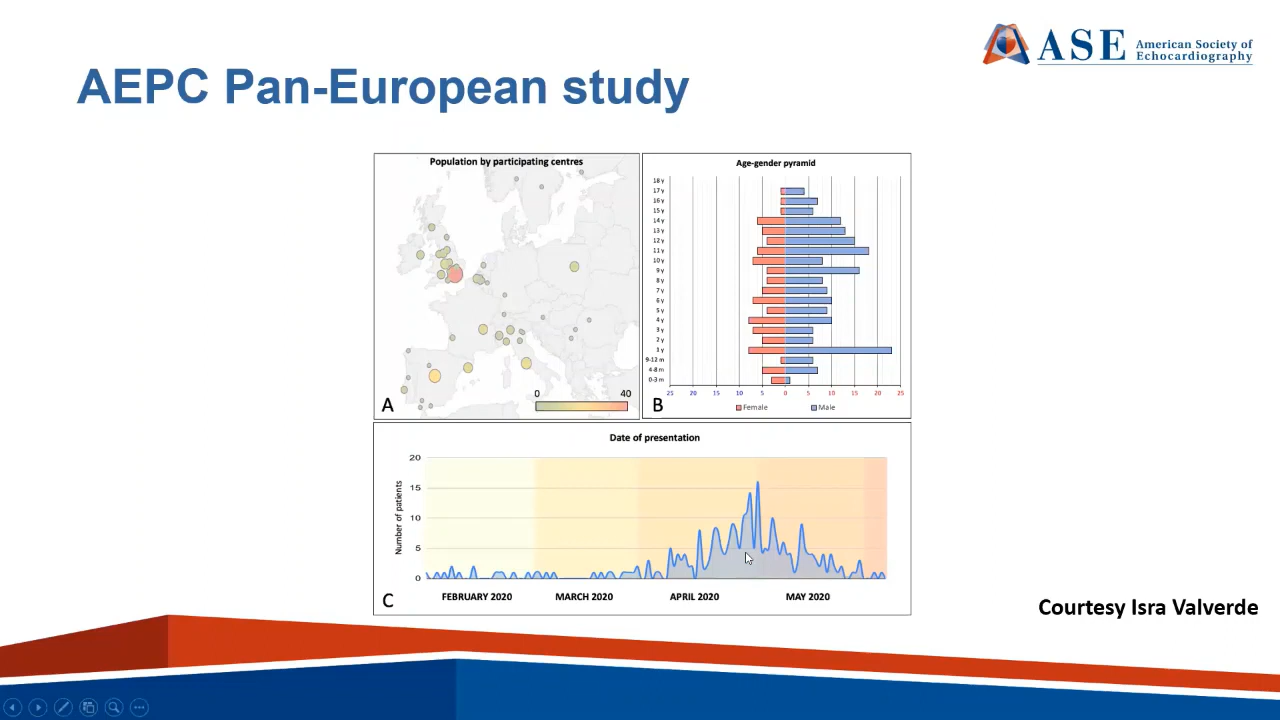 ASE American Society of
Echocardiography
AEPC Pan-European study
Population by participating centres
0 40
A
Age-gender pyramid
18 y
17 y
16 y
15 y
14 y
13 y
12 y
11 y
10 y
9 y
8 y
7 y
6 y
5 y
4 y
3 y
2 y
1 y
9-12 m
4-8 m
0-3 m
25 20 15 10 5 0 5 10 15 20 25
B Female Male
Date of presentation
Number of patients
20
15
10
5
0
FEBRUARY 2020 MARCH 2020 APRIL 2020 MAY 2020
C
Courtesy Isra Valverde